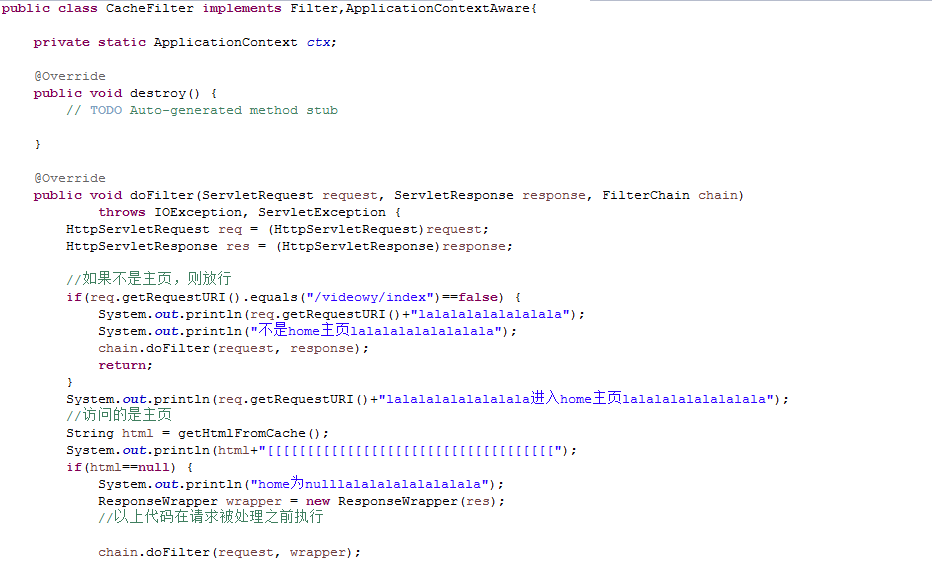 public class CacheFilter implements Filter,ApplicationContextAware{
private static ApplicationContext ctx;
@Override
public void destroy() {
// TODO Auto-generated method stub
}
@Override
public void doFilter(ServletRequest request, ServletResponse response, FilterChain chain)
throws IOException, ServletException {
HttpServletRequest req = (HttpServletRequest)request;
HttpServletResponse res = (HttpServletResponse)response;
//如果不是主页，则放行
if(req.getRequestURI().equals("/videowy/index")==false) {
System.out.println(req.getRequestURI()+"lalalalalalalalala");
System.out.println("不是home主页lalalalalalalalala");
chain.doFilter(request, response);
return;
}
System.out.println(req.getRequestURI()+"lalalalalalalalala进入home主页lalalalalalalalala");
//访问的是主页
String html = getHtmlFromCache();
System.out.println(html+"[[[[[[[[[[[[[[[[[[[[[[[[[[[[[[[[[[[[");
if(html==null) {
System.out.println("home为nulllalalalalalalalala");
ResponseWrapper wrapper = new ResponseWrapper(res);
//以上代码在请求被处理之前执行
chain.doFilter(request, wrapper);